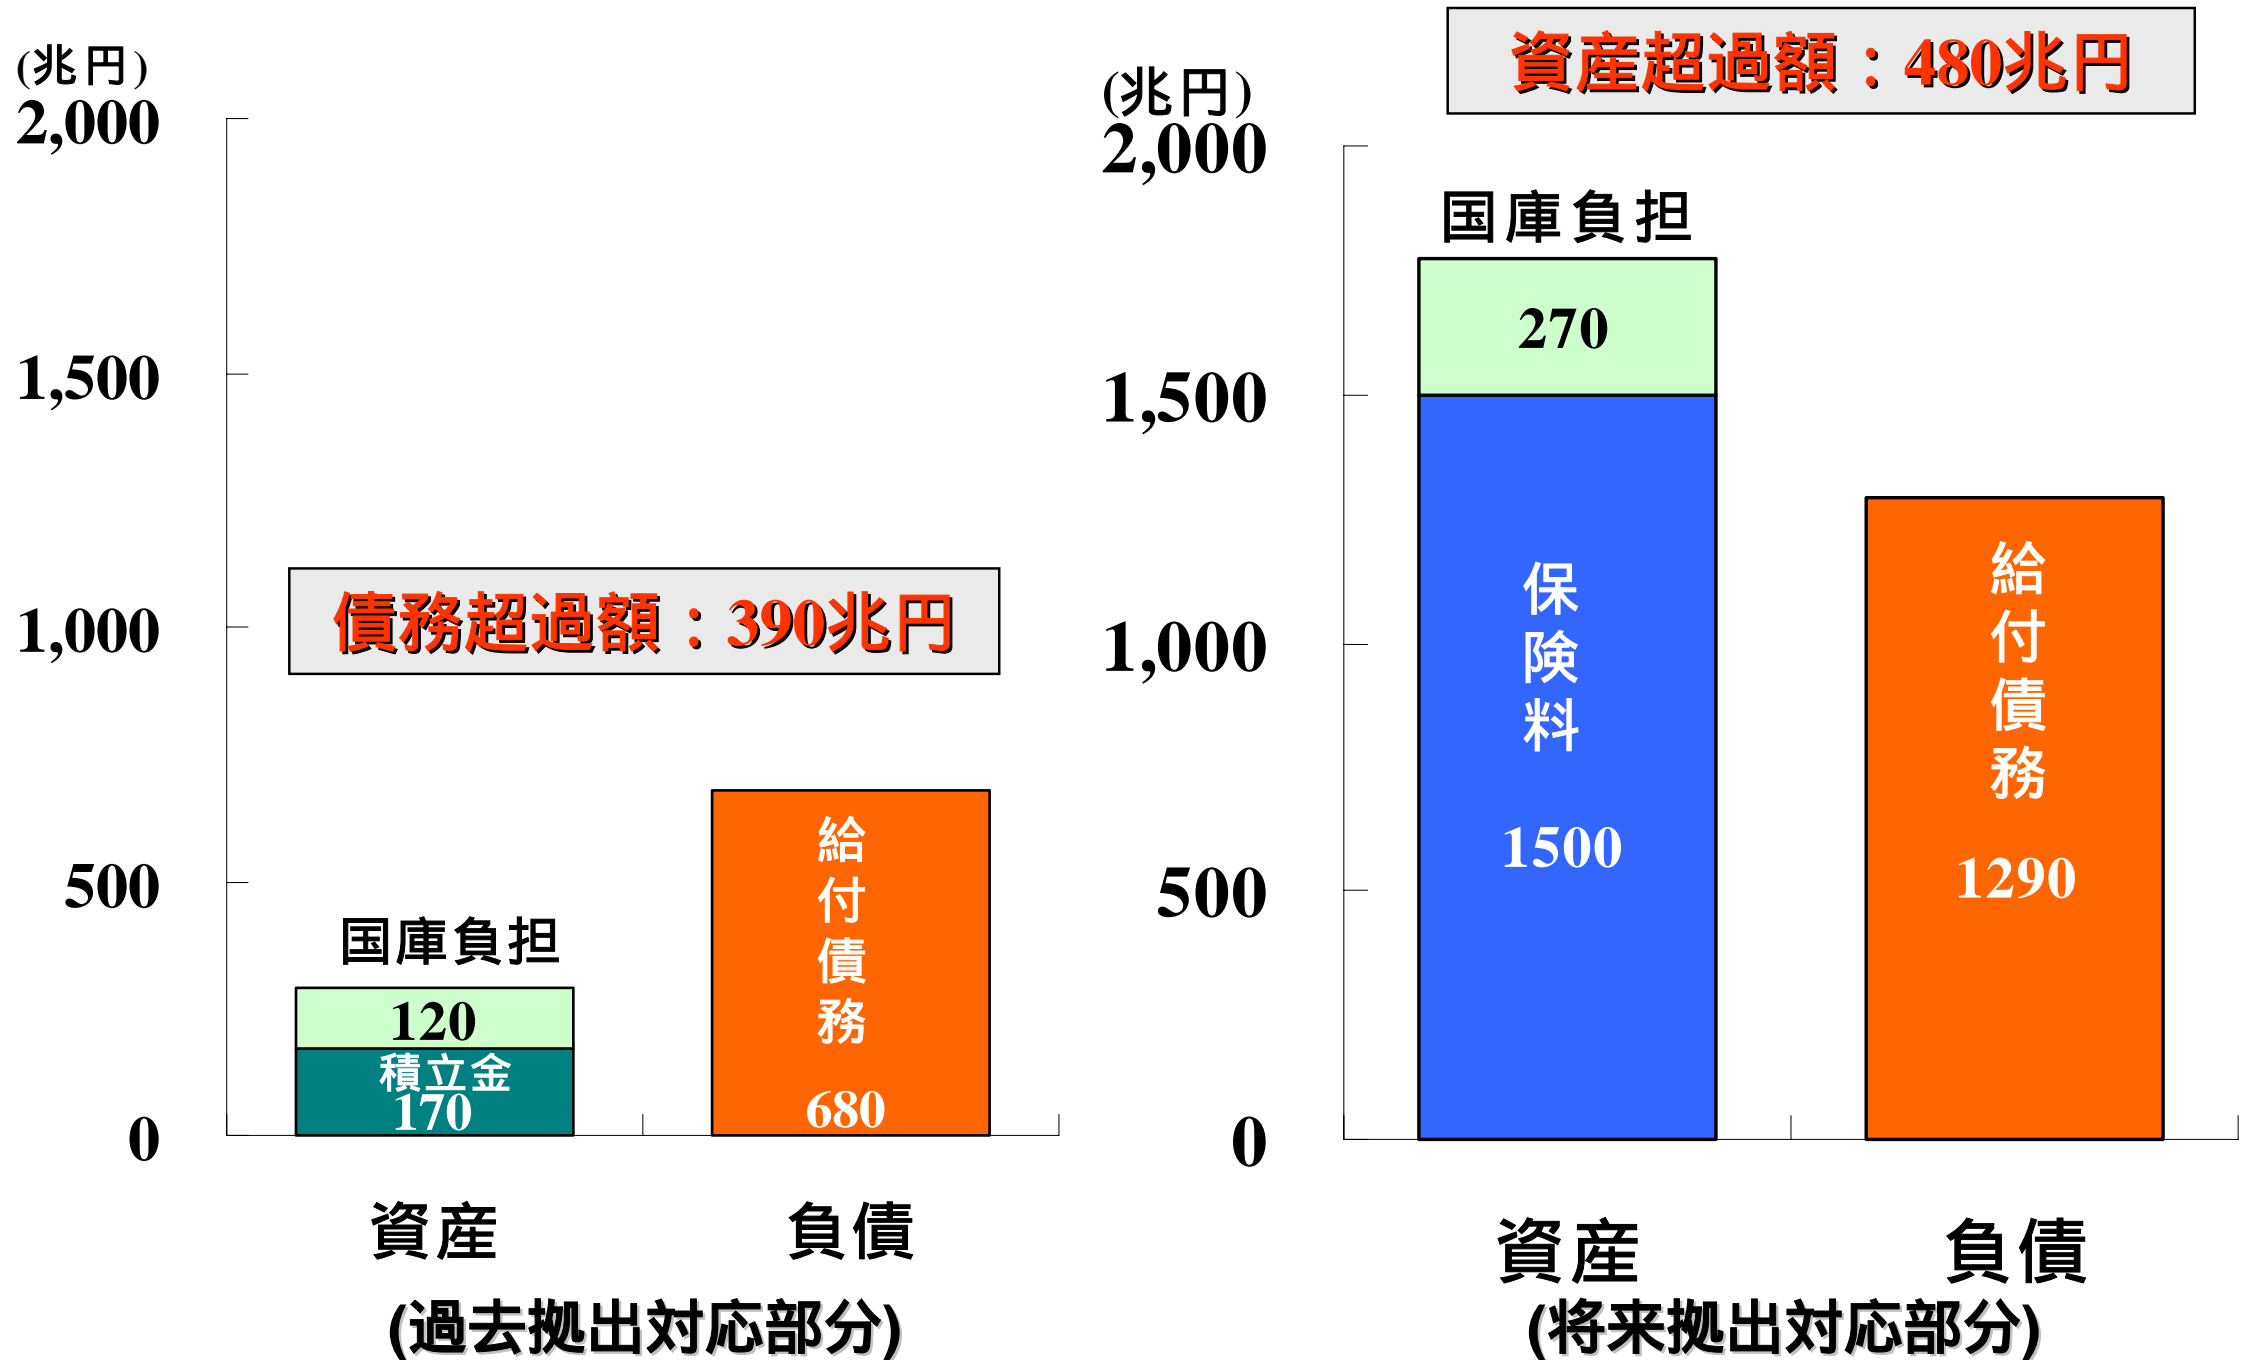 (兆円)
2,000
1,500
1,000
500
0
債務超過額：390兆円
国庫負担
120
積立金
170
給付債務
680
資産
負債
(過去拠出対応部分)
資産超過額：480兆円
(兆円)
2,000
1,500
1,000
500
0
国庫負担
270
保険料
1500
給付債務
1290
資産
負債
(将来拠出対応部分)